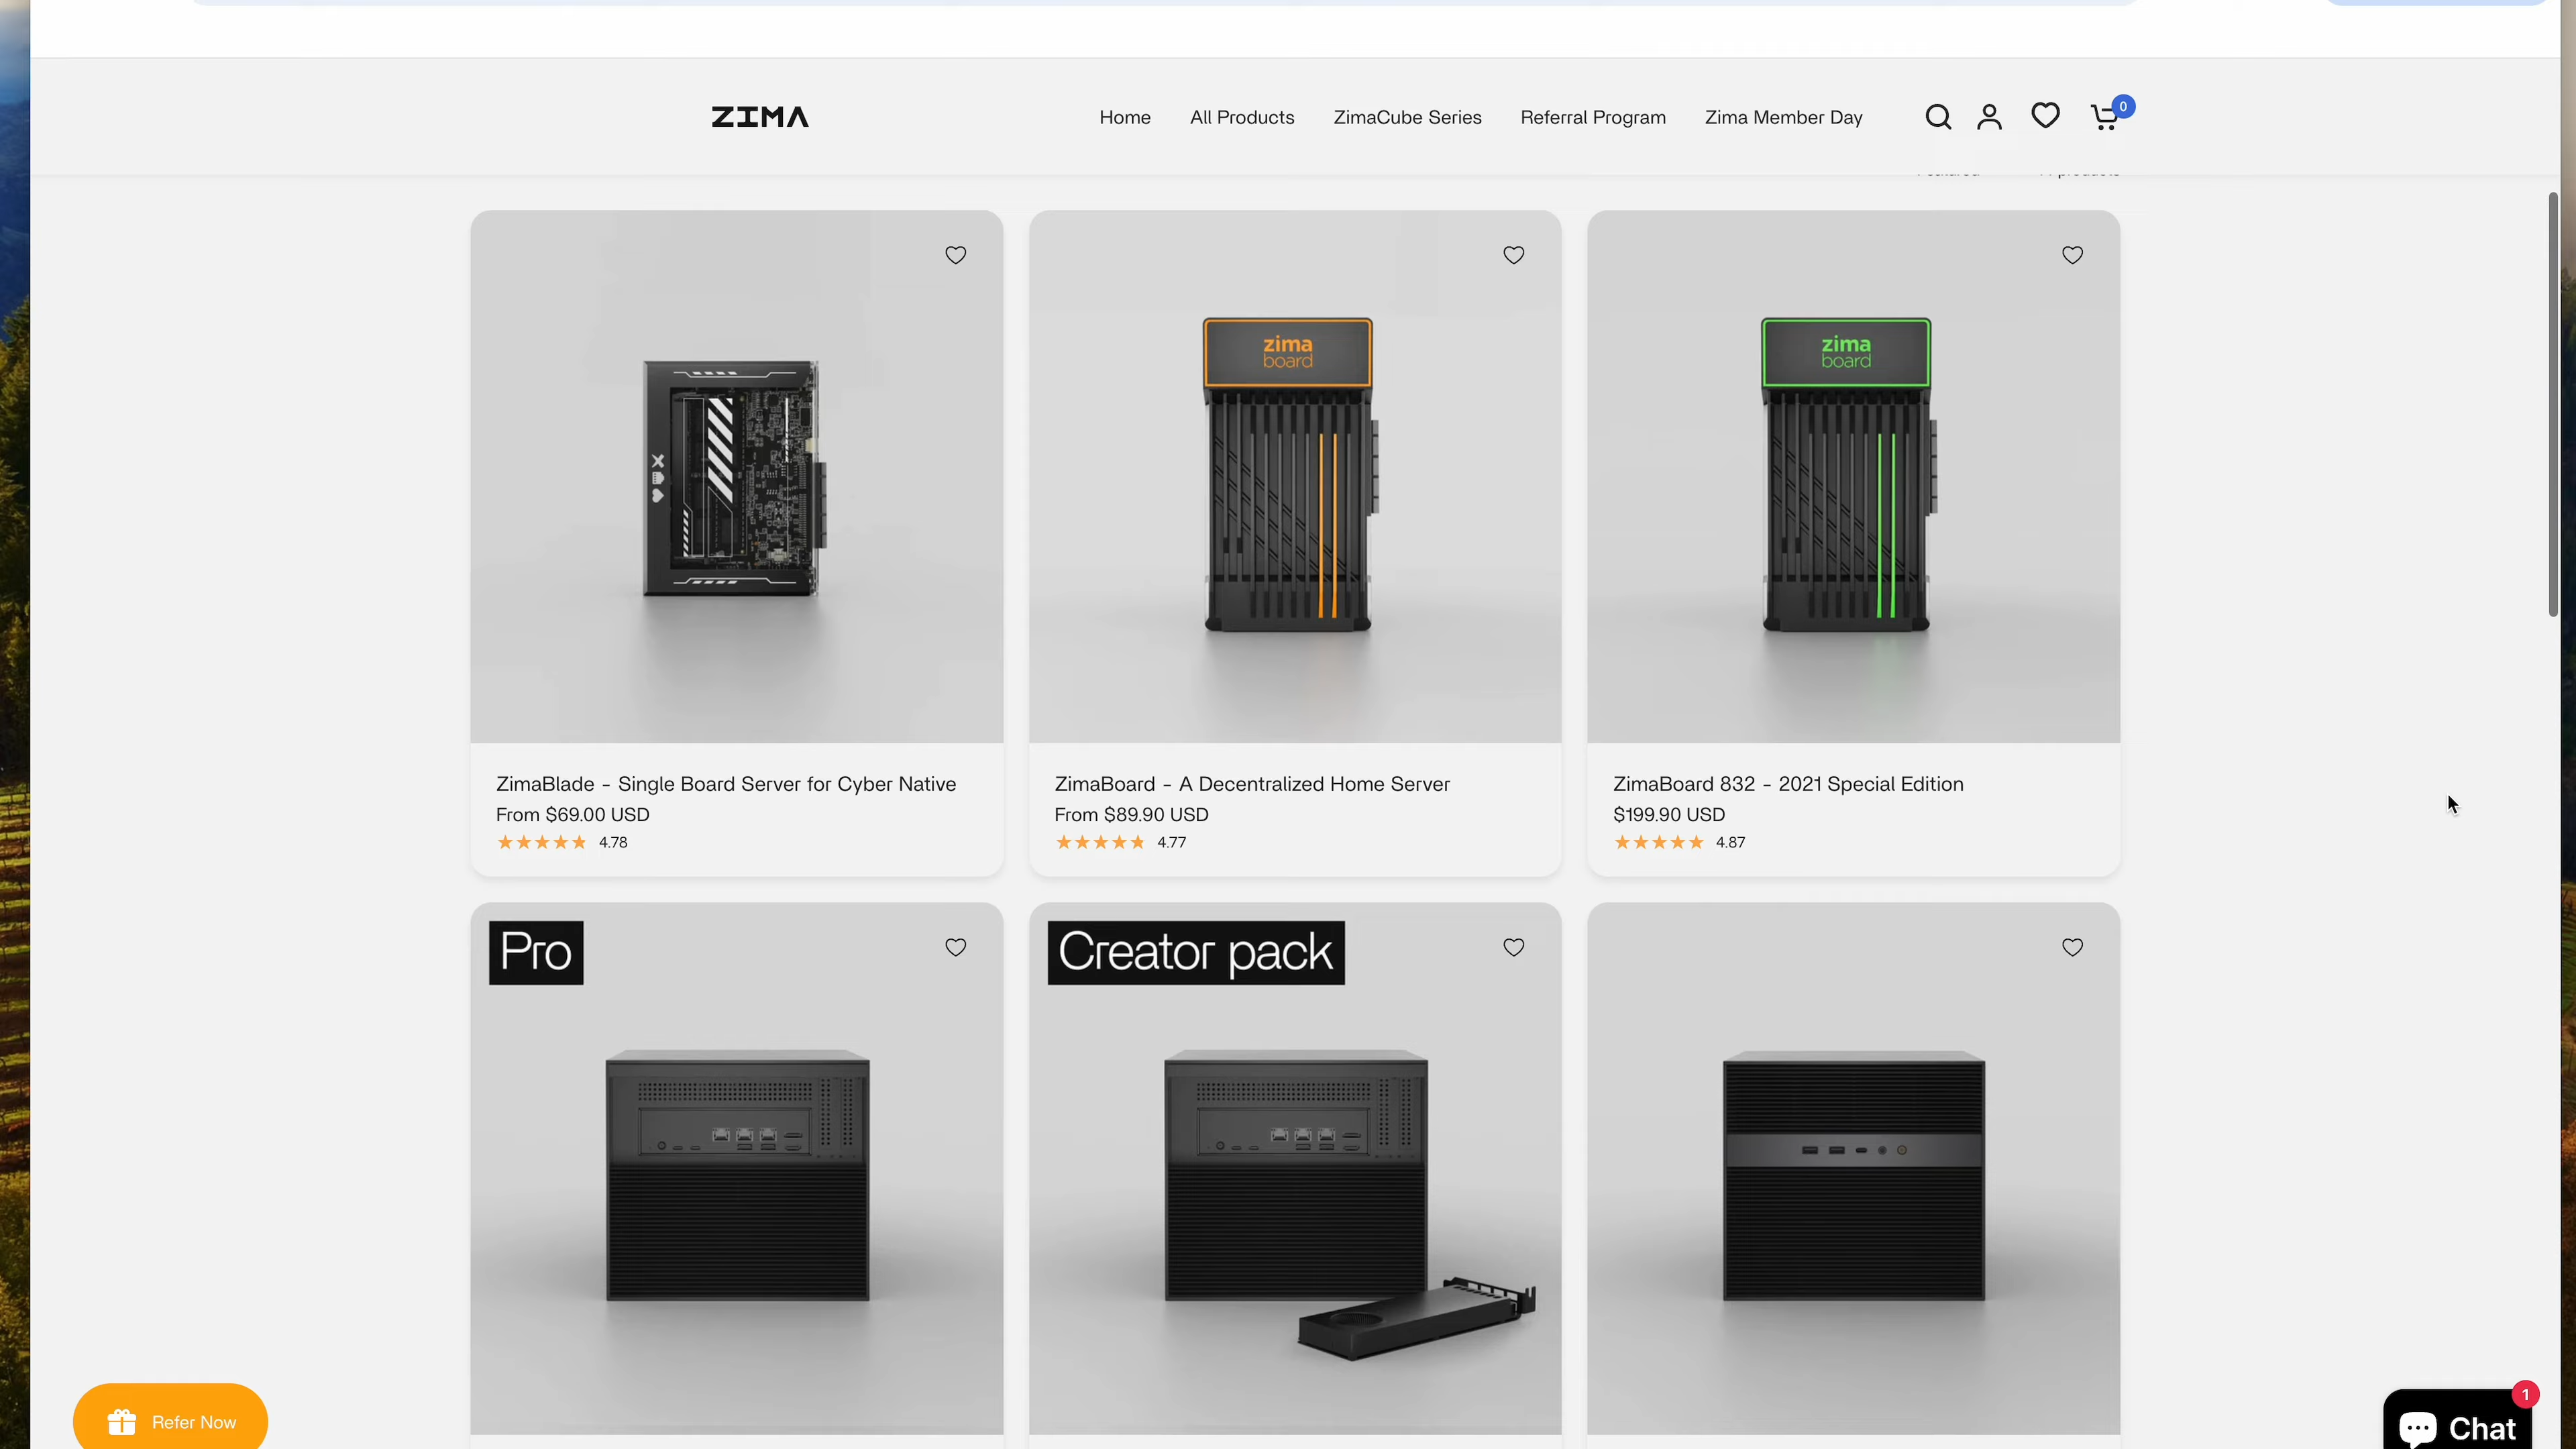 ZIMA
Home
All Products
ZimaCube Series
Referral Program
Zima Member Day
0
zima
board
zima
board
ZimaBlade - Single Board Server for Cyber Native
From $69.00 USD
4.78
ZimaBoard - A Decentralized Home Server
From $89.90 USD
4.77
ZimaBoard 832 - 2021 Special Edition
$199.90 USD
4.87
Pro
Creator pack
Refer Now
1
Chat